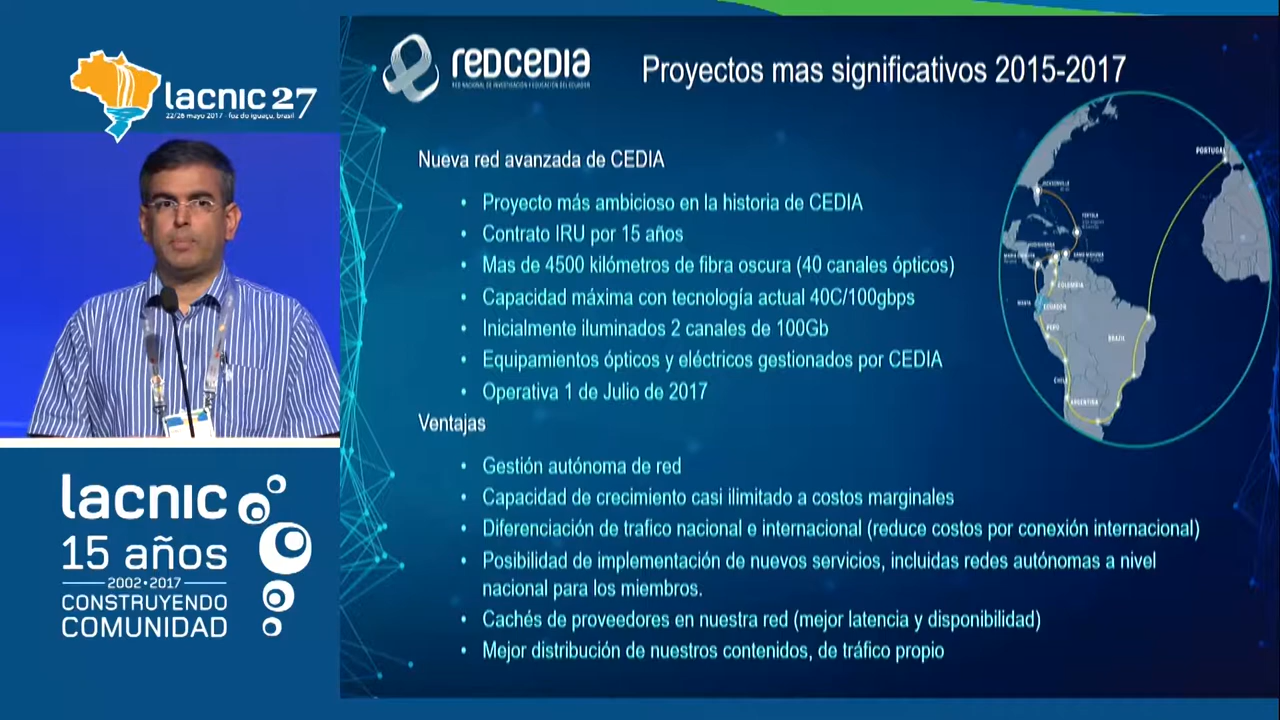 lacnic 27
22/26 mayo 2017 - foz do iguaçu, brasil
REDCEDIA
RED NACIONAL DE INVESTIGACIÓN Y EDUCACIÓN DEL ECUADOR
Proyectos mas significativos 2015-2017
Nueva red avanzada de CEDIA
• Proyecto más ambicioso en la historia de CEDIA
• Contrato IRU por 15 años
• Mas de 4500 kilómetros de fibra oscura (40 canales ópticos)
• Capacidad máxima con tecnología actual 40C/100gbps
• Inicialmente iluminados 2 canales de 100Gb
• Equipamientos ópticos y eléctricos gestionados por CEDIA
• Operativa 1 de Julio de 2017
Ventajas
• Gestión autónoma de red
• Capacidad de crecimiento casi ilimitado a costos marginales
• Diferenciación de trafico nacional e internacional (reduce costos por conexión internacional)
• Posibilidad de implementación de nuevos servicios, incluidas redes autónomas a nivel
nacional para los miembros.
• Cachés de proveedores en nuestra red (mejor latencia y disponibilidad)
• Mejor distribución de nuestros contenidos, de tráfico propio
PORTUGAL
JACKSONVILLE
TORTOLA
COLOMBIA
MANTA
ECUADOR
PERU
BRAZIL
CHILE
ARGENTINA
lacnic
15 años
2002•2017
CONSTRUYENDO
COMUNIDAD